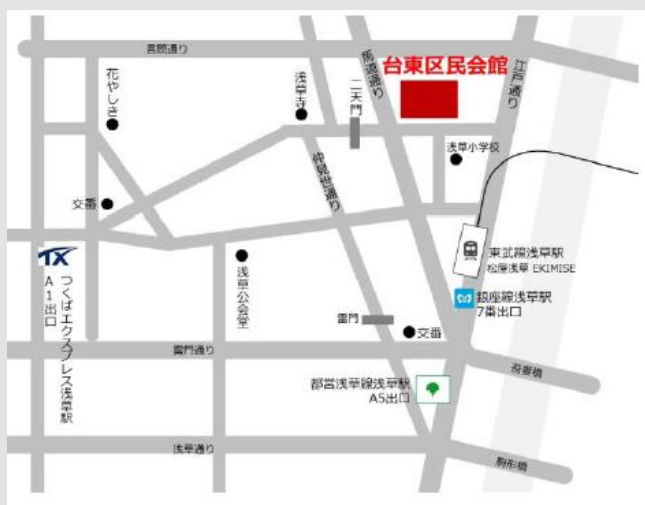 言問通り
馬道通り
江戸通り
台東区民会館
花やしき
浅草寺
二天門
浅草小学校
仲見世通り
交番
東武線浅草駅
松屋浅草 EKIMISE
TX
つくばエクスプレス浅草駅
A1出口
浅草公会堂
銀座線浅草駅
7番出口
雷門
交番
雷門通り
吾妻橋
都営浅草線浅草駅
A5出口
浅草通り
駒形橋